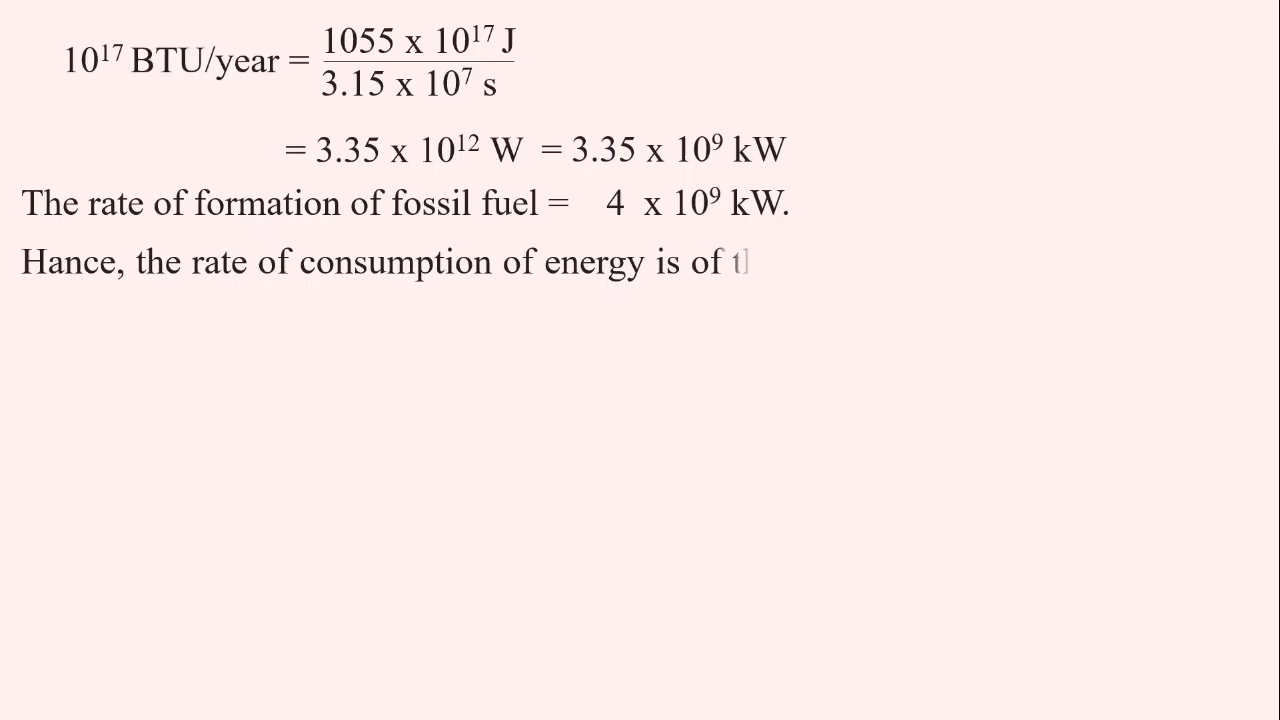 10¹⁷ BTU/year = 1055 x 10¹⁷ J / 3.15 x 10⁷ s
= 3.35 x 10¹² W = 3.35 x 10⁹ kW
The rate of formation of fossil fuel = 4 x 10⁹ kW.
Hance, the rate of consumption of energy is of